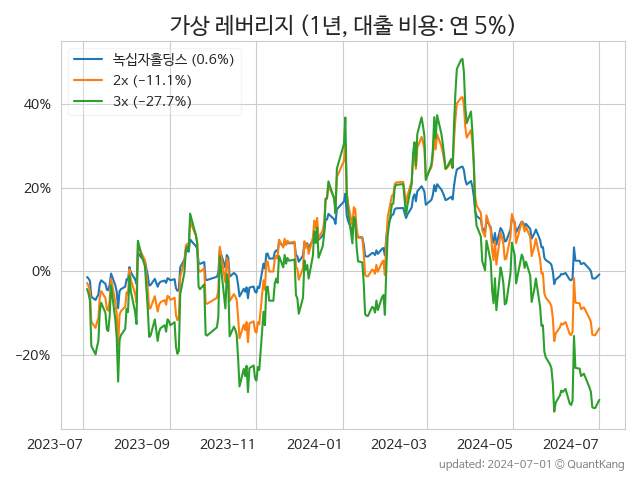 가상 레버리지 (1년, 대출 비용: 연 5%)
녹십자홀딩스 (0.6%)
2x (−11.1%)
3x (−27.7%)
40%
20%
0%
−20%
2023-07 2023-09 2023-11 2024-01 2024-03 2024-05 2024-07
updated: 2024-07-01 © QuantKang